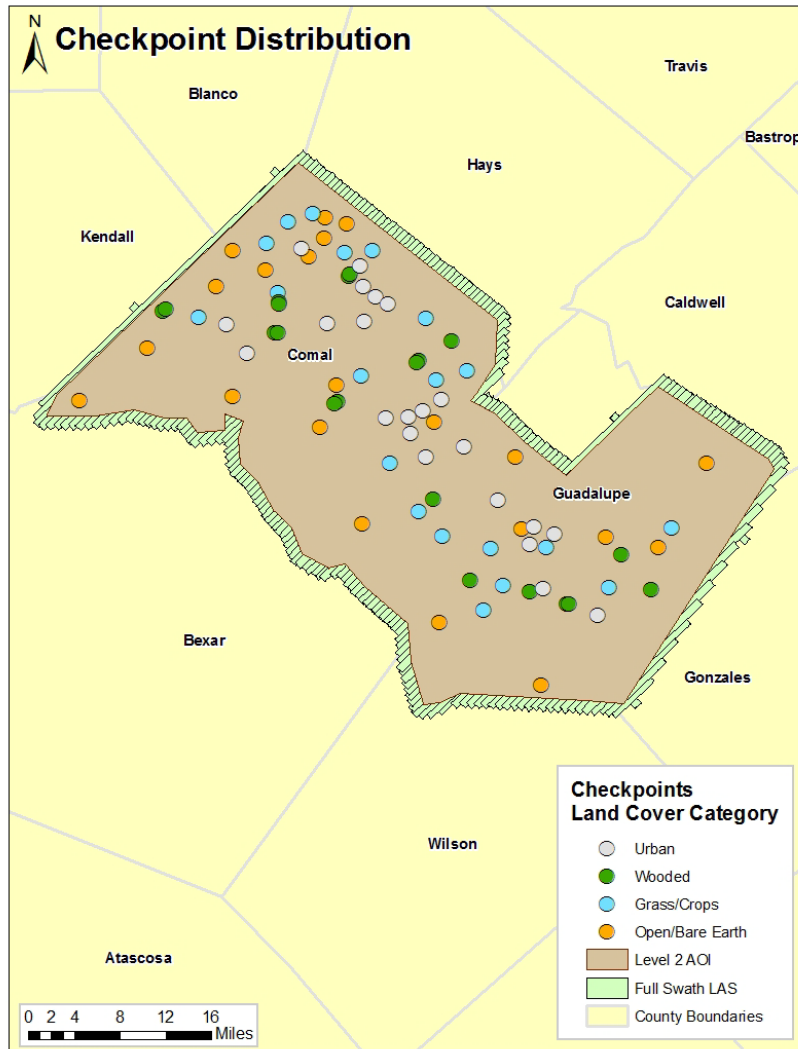 N
Checkpoint Distribution
Travis
Blanco
Bastrop
Hays
Kendall
Caldwell
Comal
Guadalupe
Bexar
Gonzales
Wilson
Atascosa
Checkpoints
Land Cover Category
Urban
Wooded
Grass/Crops
Open/Bare Earth
Level 2 AOI
Full Swath LAS
County Boundaries
0 2 4 8 12 16
Miles